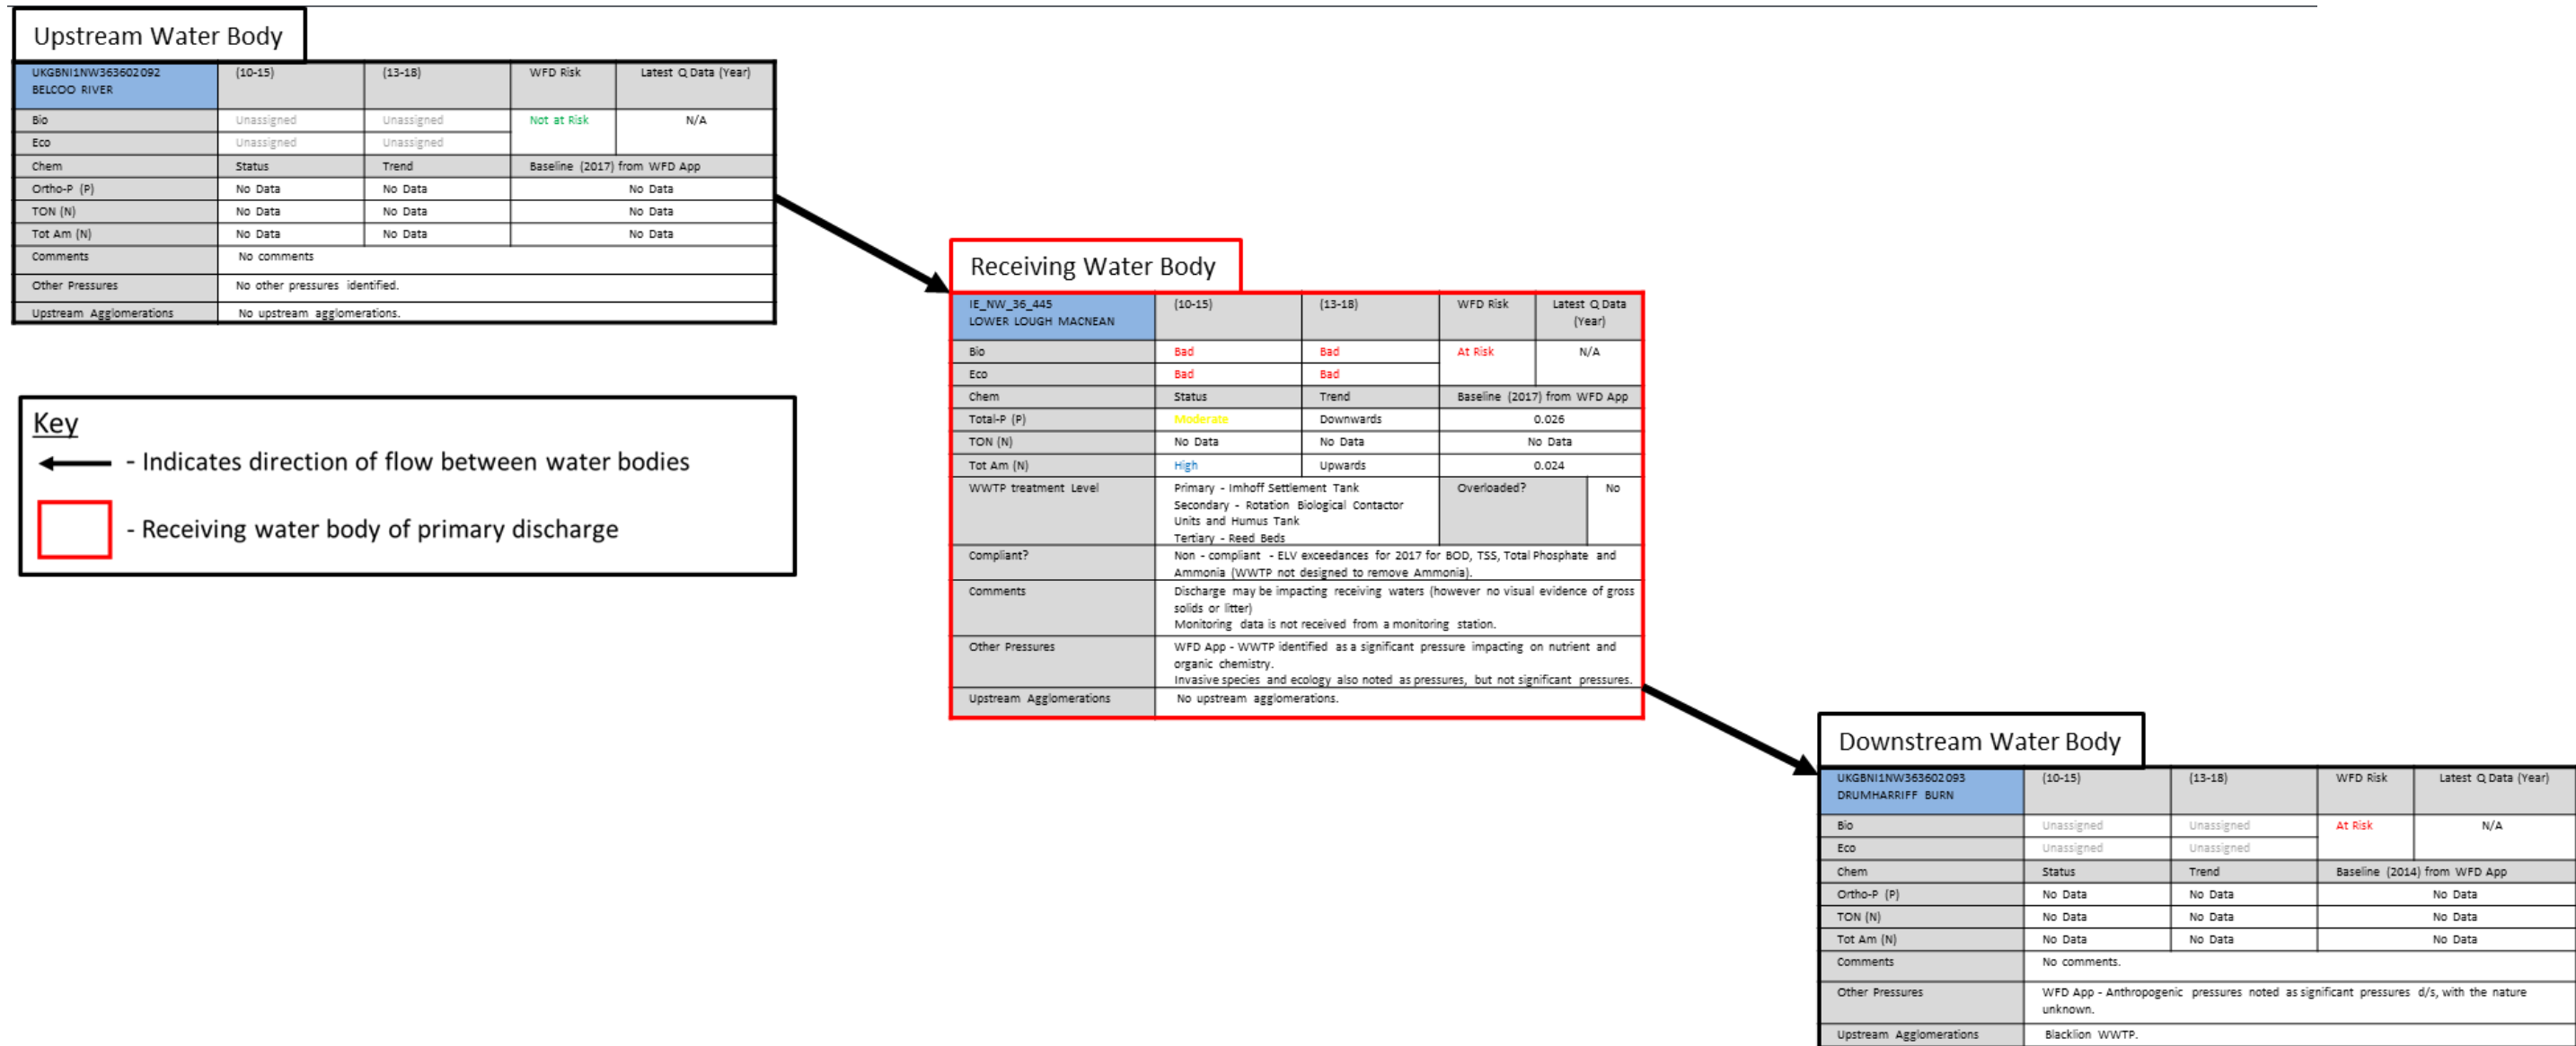 Upstream Water Body
UKGBNI1NW363602092 (10-15) (13-18) WFD Risk Latest Q Data (Year)
BELCOO RIVER
Bio Unassigned Unassigned Not at Risk N/A
Eco Unassigned Unassigned
Chem Status Trend Baseline (2017) from WFD App
Ortho-P (P) No Data No Data No Data
TON (N) No Data No Data No Data
Tot Am (N) No Data No Data No Data
Comments No comments
Other Pressures No other pressures identified.
Upstream Agglomerations No upstream agglomerations.
Key
- Indicates direction of flow between water bodies
- Receiving water body of primary discharge
Receiving Water Body
IE_NW_36_445 (10-15) (13-18) WFD Risk Latest Q Data
LOWER LOUGH MACNEAN (Year)
Bio Bad Bad At Risk N/A
Eco Bad Bad
Chem Status Trend Baseline (2017) from WFD App
Total-P (P) Moderate Downwards 0.026
TON (N) No Data No Data No Data
Tot Am (N) High Upwards 0.024
WWTP treatment Level Primary - Imhoff Settlement Tank Overloaded? No
Secondary - Rotation Biological Contactor
Units and Humus Tank
Tertiary - Reed Beds
Compliant? Non - compliant - ELV exceedances for 2017 for BOD, TSS, Total Phosphate and
Ammonia (WWTP not designed to remove Ammonia).
Comments Discharge may be impacting receiving waters (however no visual evidence of gross
solids or litter)
Monitoring data is not received from a monitoring station.
Other Pressures WFD App - WWTP identified as a significant pressure impacting on nutrient and
organic chemistry.
Invasive species and ecology also noted as pressures, but not significant pressures.
Upstream Agglomerations No upstream agglomerations.
Downstream Water Body
UKGBNI1NW363602093 (10-15) (13-18) WFD Risk Latest Q Data (Year)
DRUMHARRIFF BURN
Bio Unassigned Unassigned At Risk N/A
Eco Unassigned Unassigned
Chem Status Trend Baseline (2014) from WFD App
Ortho-P (P) No Data No Data No Data
TON (N) No Data No Data No Data
Tot Am (N) No Data No Data No Data
Comments No comments.
Other Pressures WFD App - Anthropogenic pressures noted as significant pressures d/s, with the nature
unknown.
Upstream Agglomerations Blacklion WWTP.